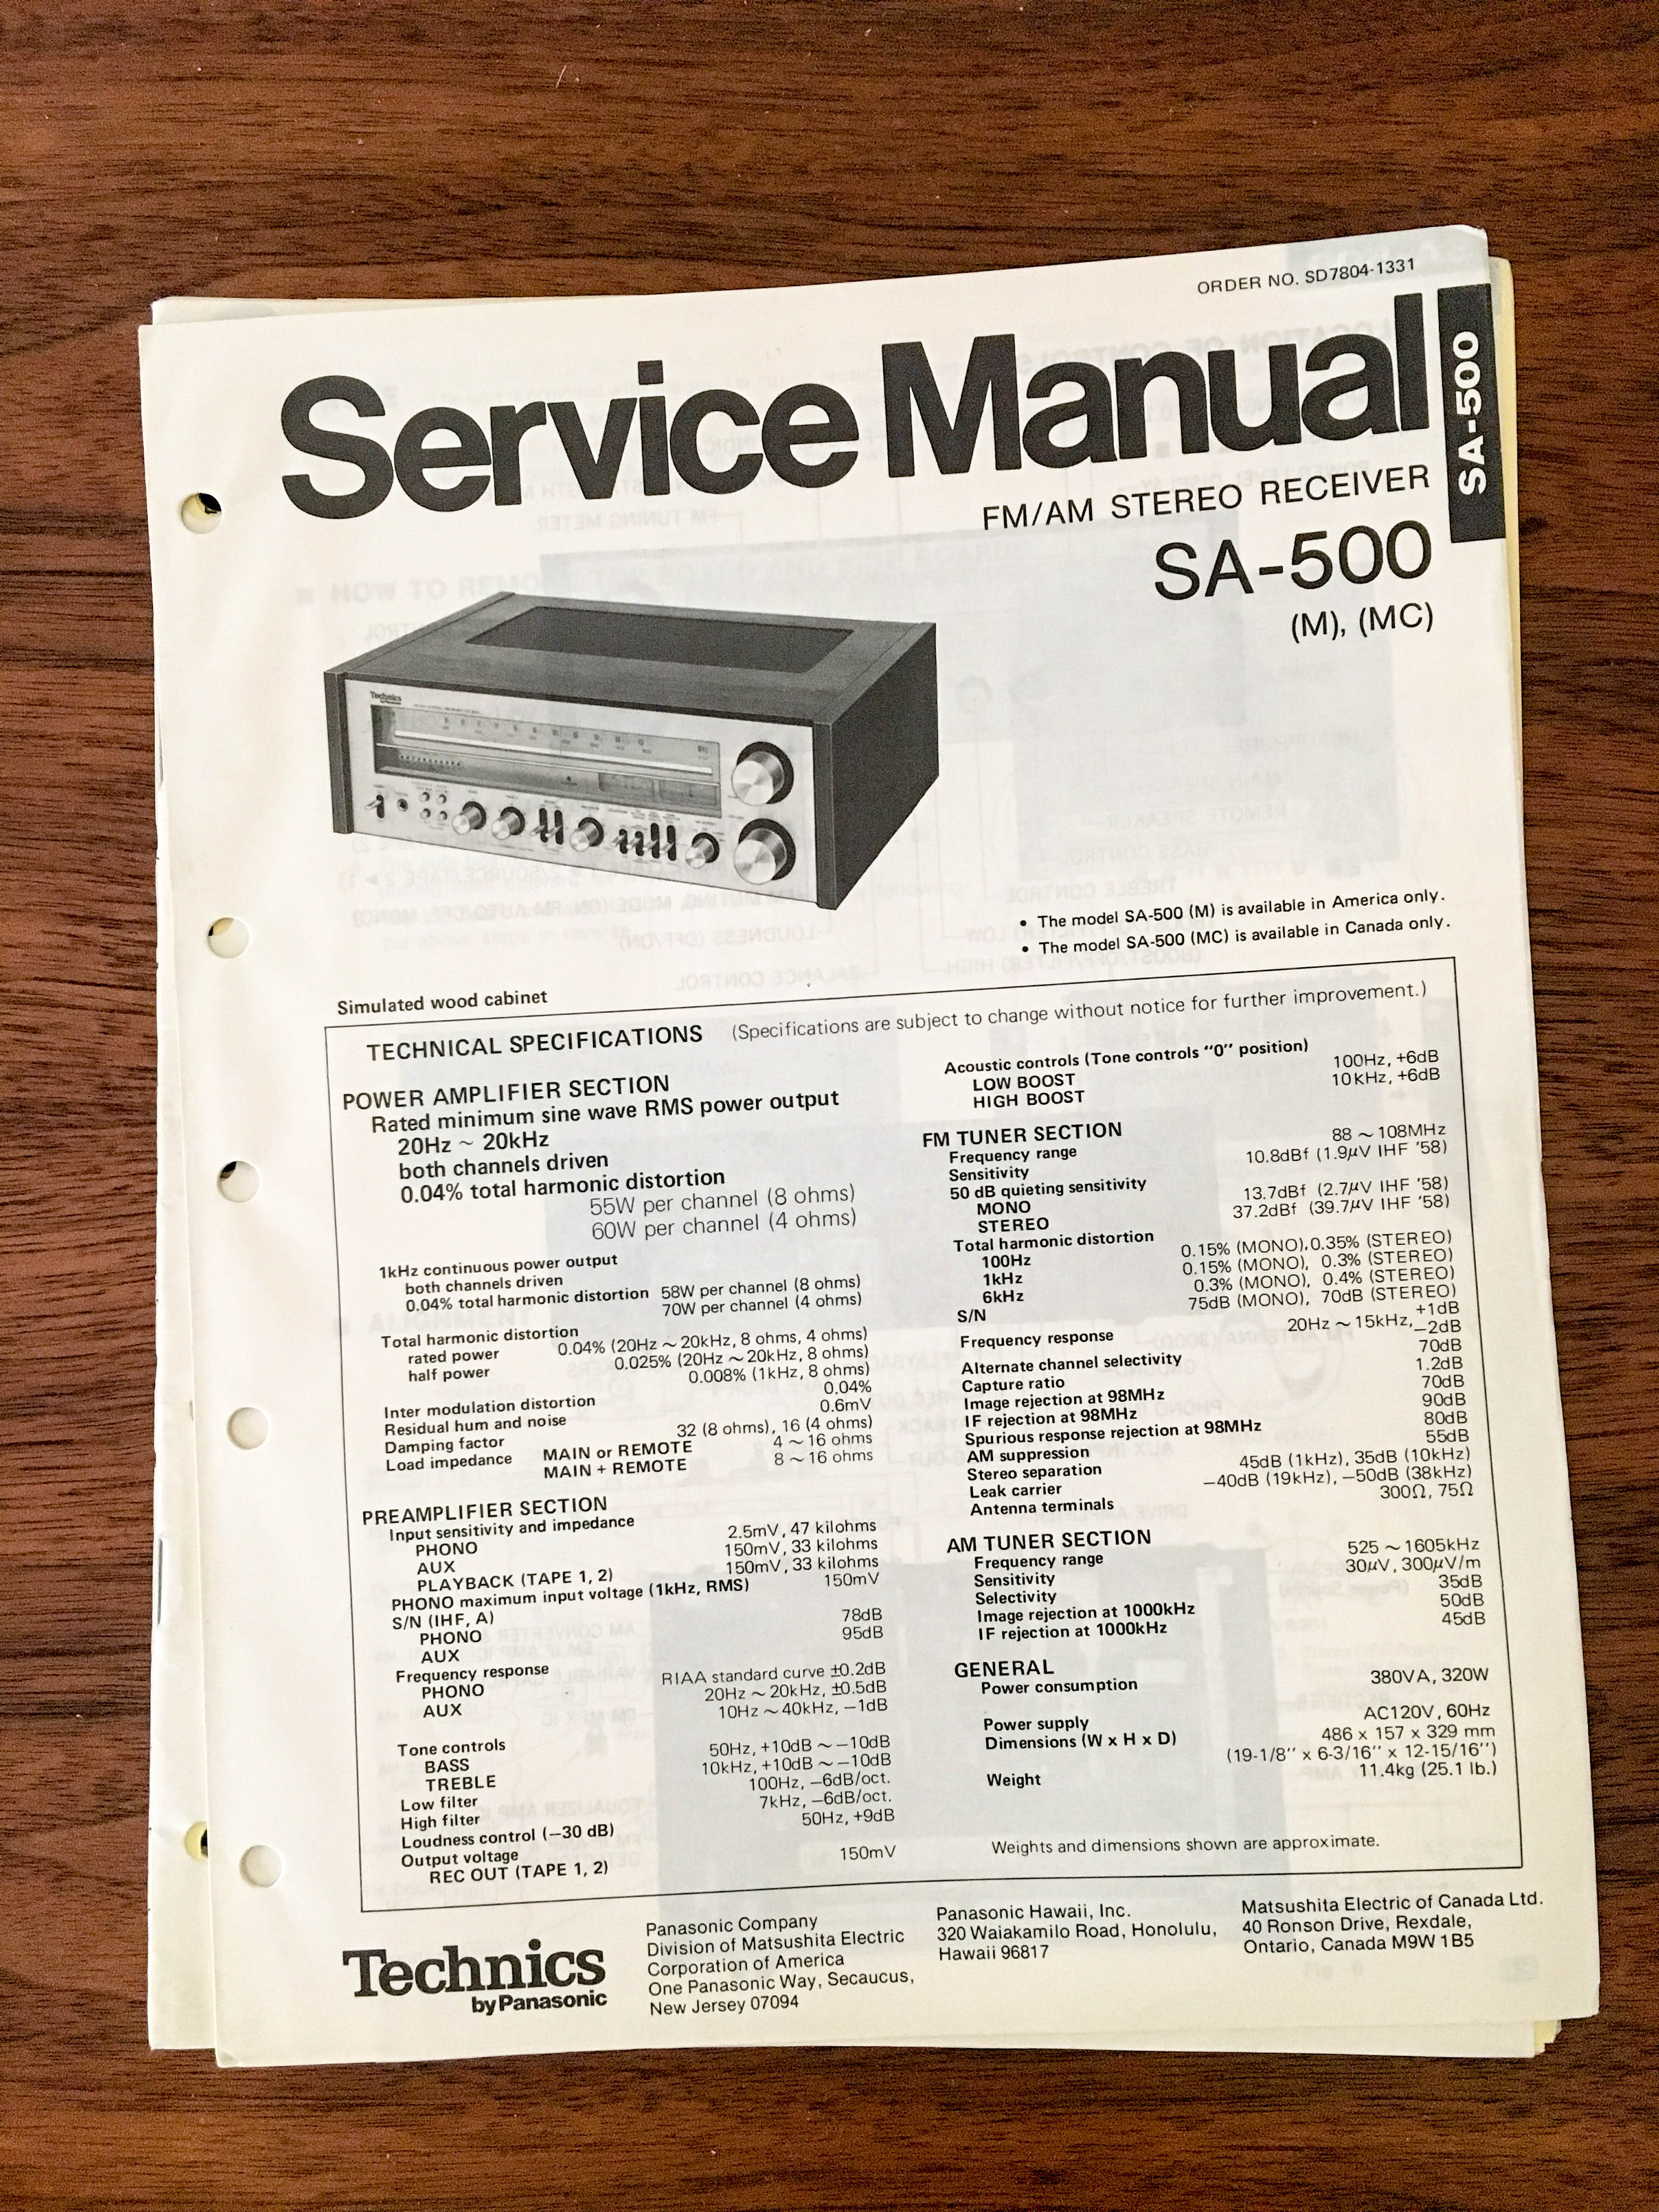 ORDER NO. SD7804-1331
Service Manual
SA-500
FM/AM STEREO RECEIVER
SA-500
(M), (MC)
Technics
• The model SA-500 (M) is available in America only.
• The model SA-500 (MC) is available in Canada only.
Simulated wood cabinet
TECHNICAL SPECIFICATIONS (Specifications are subject to change without notice for further improvement.)
POWER AMPLIFIER SECTION
Rated minimum sine wave RMS power output
20Hz ~ 20kHz
both channels driven
0.04% total harmonic distortion
55W per channel (8 ohms)
60W per channel (4 ohms)
1kHz continuous power output
both channels driven
0.04% total harmonic distortion 58W per channel (8 ohms)
70W per channel (4 ohms)
Total harmonic distortion
rated power 0.04% (20Hz ~ 20kHz, 8 ohms, 4 ohms)
half power 0.025% (20Hz ~ 20kHz, 8 ohms)
0.008% (1kHz, 8 ohms)
Inter modulation distortion 0.04%
Residual hum and noise 0.6mV
Damping factor 32 (8 ohms), 16 (4 ohms)
Load impedance MAIN or REMOTE 4 ~ 16 ohms
MAIN + REMOTE 8 ~ 16 ohms
PREAMPLIFIER SECTION
Input sensitivity and impedance
PHONO 2.5mV, 47 kilohms
AUX 150mV, 33 kilohms
PLAYBACK (TAPE 1, 2) 150mV, 33 kilohms
PHONO maximum input voltage (1kHz, RMS) 150mV
S/N (IHF, A)
PHONO 78dB
AUX 95dB
Frequency response
PHONO RIAA standard curve ±0.2dB
AUX 20Hz ~ 20kHz, ±0.5dB
10Hz ~ 40kHz, −1dB
Tone controls
BASS 50Hz, +10dB ~ −10dB
TREBLE 10kHz, +10dB ~ −10dB
Low filter 100Hz, −6dB/oct.
High filter 7kHz, −6dB/oct.
Loudness control (−30 dB) 50Hz, +9dB
Output voltage
REC OUT (TAPE 1, 2) 150mV
Acoustic controls (Tone controls "0" position)
LOW BOOST 100Hz, +6dB
HIGH BOOST 10kHz, +6dB
FM TUNER SECTION
Frequency range 88 ~ 108MHz
Sensitivity 10.8dBf (1.9μV IHF '58)
50 dB quieting sensitivity
MONO 13.7dBf (2.7μV IHF '58)
STEREO 37.2dBf (39.7μV IHF '58)
Total harmonic distortion
100Hz 0.15% (MONO), 0.35% (STEREO)
1kHz 0.15% (MONO), 0.3% (STEREO)
6kHz 0.3% (MONO), 0.4% (STEREO)
S/N 75dB (MONO), 70dB (STEREO)
Frequency response 20Hz ~ 15kHz, +1dB −2dB
Alternate channel selectivity 70dB
Capture ratio 1.2dB
Image rejection at 98MHz 70dB
IF rejection at 98MHz 90dB
Spurious response rejection at 98MHz 80dB
AM suppression 55dB
Stereo separation 45dB (1kHz), 35dB (10kHz)
Leak carrier −40dB (19kHz), −50dB (38kHz)
Antenna terminals 300Ω, 75Ω
AM TUNER SECTION
Frequency range 525 ~ 1605kHz
Sensitivity 30μV, 300μV/m
Selectivity 35dB
Image rejection at 1000kHz 50dB
IF rejection at 1000kHz 45dB
GENERAL
Power consumption 380VA, 320W
Power supply AC120V, 60Hz
Dimensions (W x H x D) 486 x 157 x 329 mm
(19-1/8" x 6-3/16" x 12-15/16")
Weight 11.4kg (25.1 lb.)
Weights and dimensions shown are approximate.
Technics
by Panasonic
Panasonic Company
Division of Matsushita Electric
Corporation of America
One Panasonic Way, Secaucus,
New Jersey 07094
Panasonic Hawaii, Inc.
320 Waiakamilo Road, Honolulu,
Hawaii 96817
Matsushita Electric of Canada Ltd.
40 Ronson Drive, Rexdale,
Ontario, Canada M9W 1B5